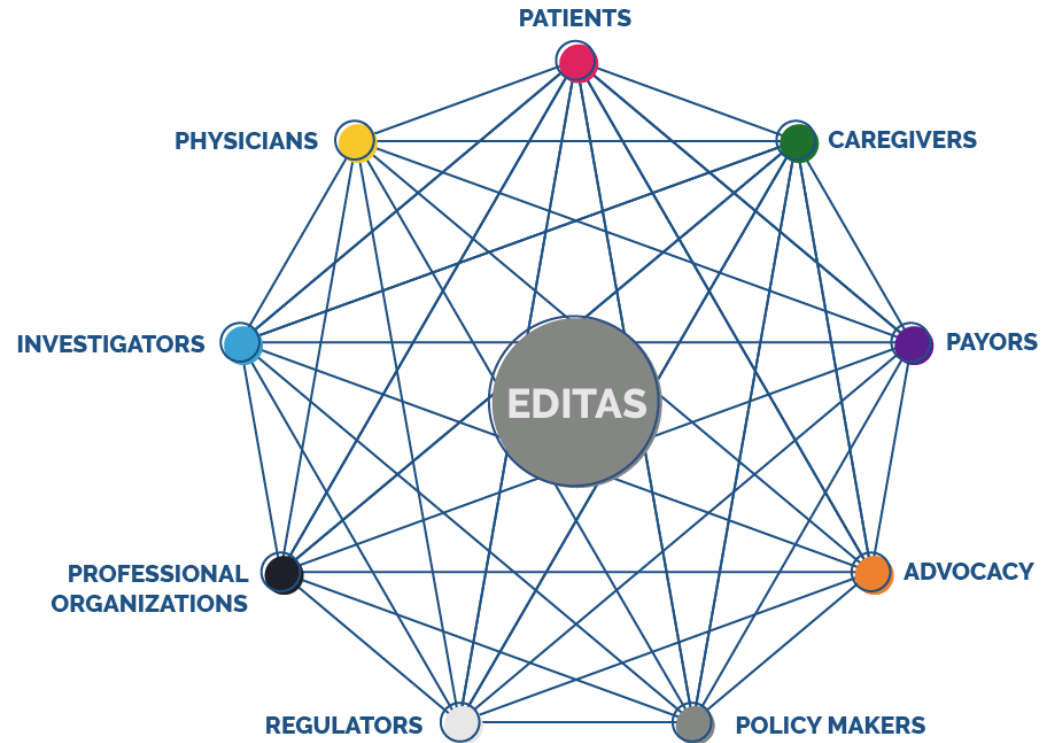 PATIENTS
PHYSICIANS
CAREGIVERS
INVESTIGATORS
PAYORS
EDITAS
PROFESSIONAL
ORGANIZATIONS
ADVOCACY
REGULATORS
POLICY MAKERS